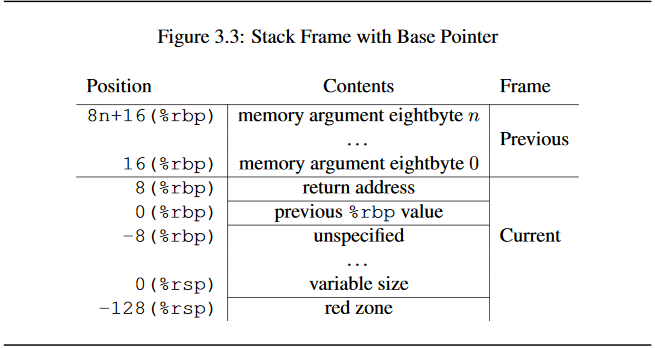 Figure 3.3: Stack Frame with Base Pointer
Position Contents Frame
8n+16(%rbp) memory argument eightbyte n
... Previous
16(%rbp) memory argument eightbyte 0
8(%rbp) return address
0(%rbp) previous %rbp value
-8(%rbp) unspecified Current
...
0(%rsp) variable size
-128(%rsp) red zone